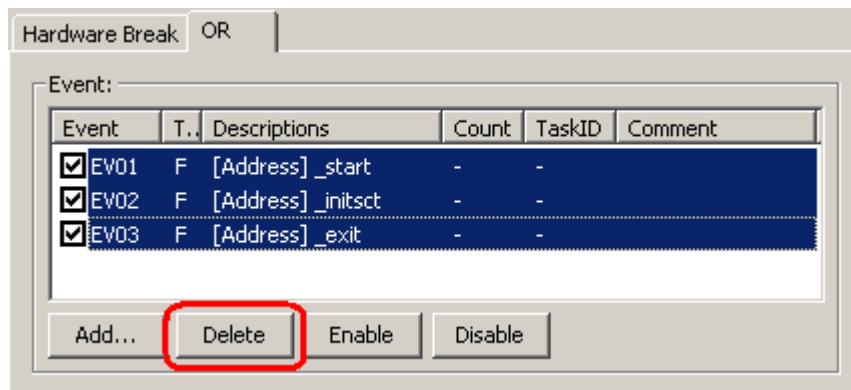 Hardware Break OR
Event:
Event T.. Descriptions Count TaskID Comment
EV01 F [Address] _start - -
EV02 F [Address] _initsct - -
EV03 F [Address] _exit - -
Add... Delete Enable Disable